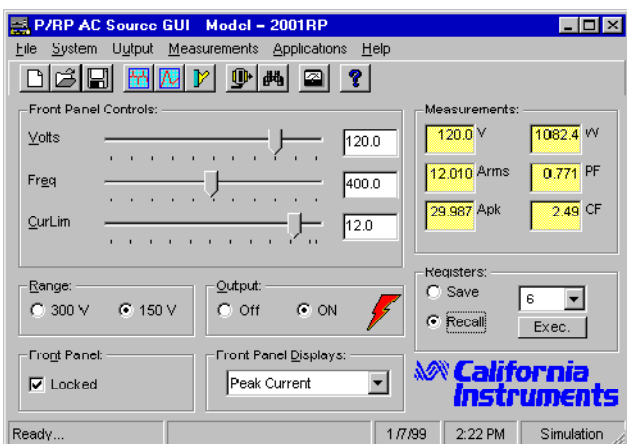 P/RP AC Source GUI Model – 2001RP
File System Uutput Measurements Applications Help
Front Panel Controls:
Volts
120.0
Freq
400.0
CurLim
12.0
Measurements:
120.0 V
1082.4 W
12.010 Arms
0.771 PF
29.987 Apk
2.49 CF
Range:
300 V
150 V
Output:
Off
ON
Registers:
Save
Recall
6
Exec.
Front Panel:
Locked
Front Panel Displays:
Peak Current
California
Instruments
Ready...
1/7/99
2:22 PM
Simulation